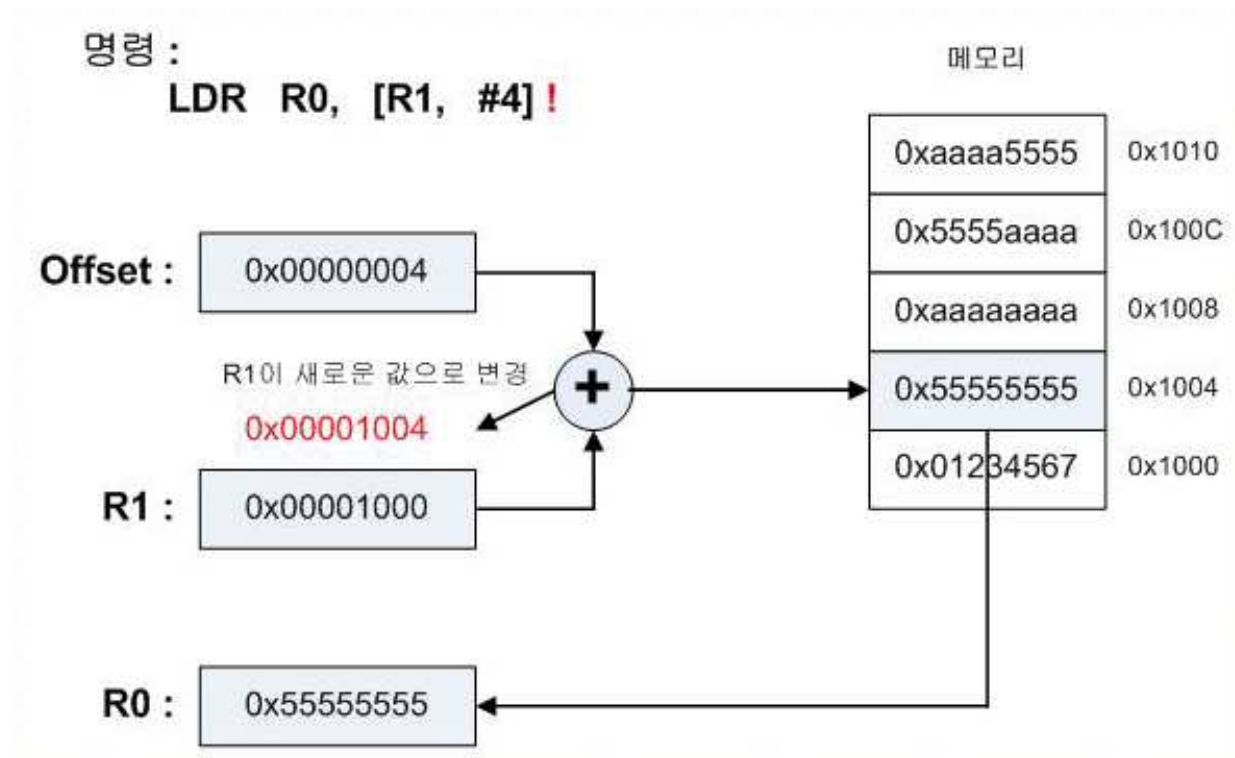 명령 :
LDR R0, [R1, #4] !
메모리
0xaaaa5555 0x1010
0x5555aaaa 0x100C
Offset : 0x00000004
0xaaaaaaaa 0x1008
R1이 새로운 값으로 변경
+
0x55555555 0x1004
0x00001004
0x01234567 0x1000
R1 : 0x00001000
R0 : 0x55555555